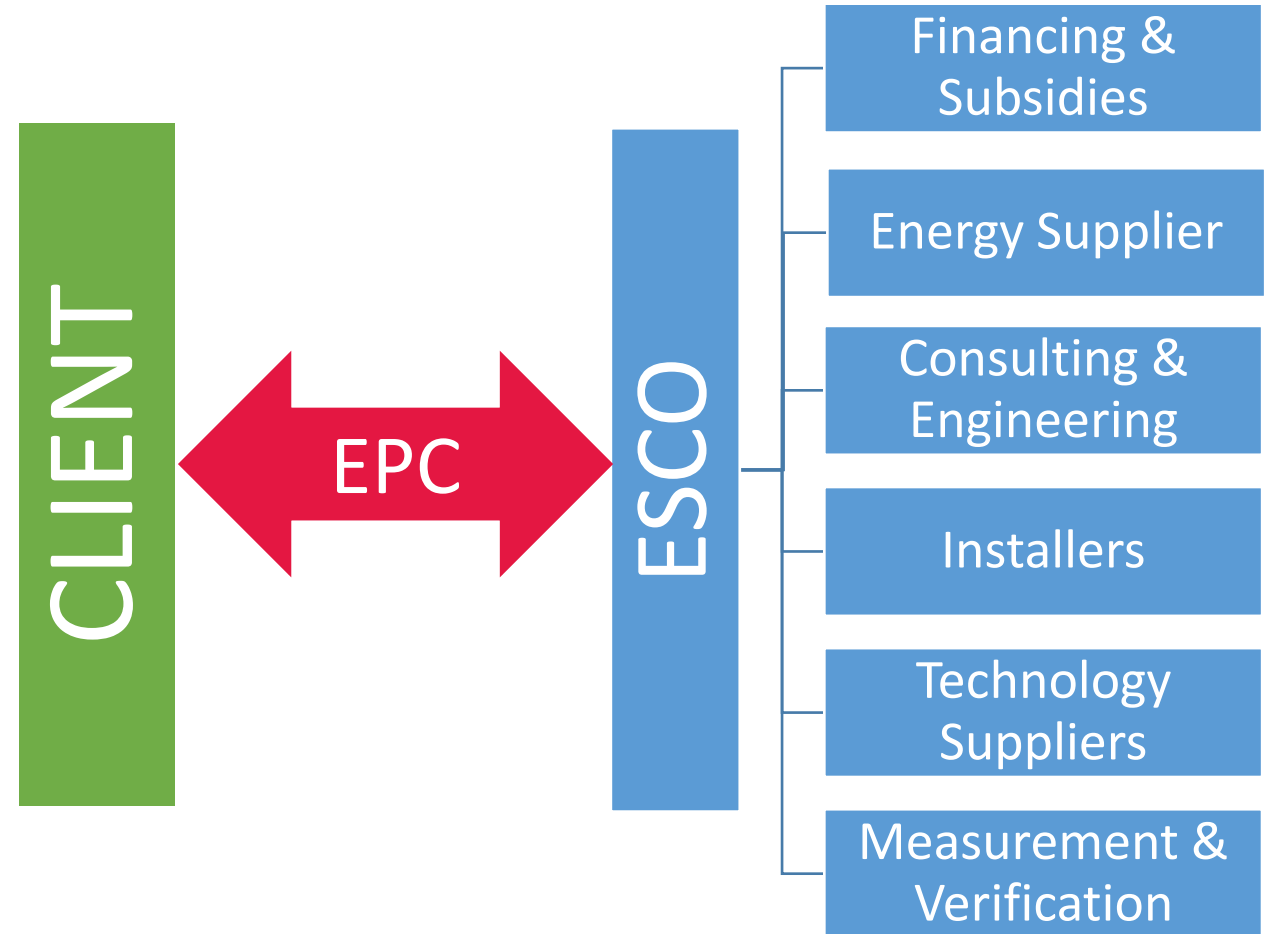 CLIENT
EPC
ESCO
Financing &
Subsidies
Energy Supplier
Consulting &
Engineering
Installers
Technology
Suppliers
Measurement &
Verification